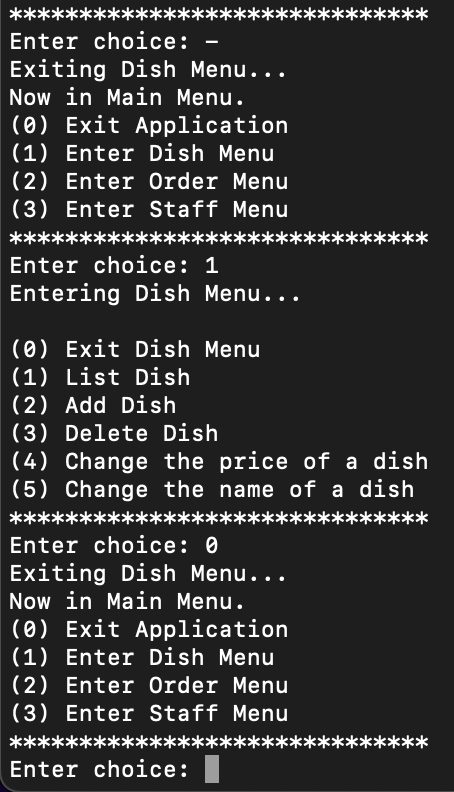 ******************************
Enter choice: –
Exiting Dish Menu...
Now in Main Menu.
(0) Exit Application
(1) Enter Dish Menu
(2) Enter Order Menu
(3) Enter Staff Menu
******************************
Enter choice: 1
Entering Dish Menu...

(0) Exit Dish Menu
(1) List Dish
(2) Add Dish
(3) Delete Dish
(4) Change the price of a dish
(5) Change the name of a dish
******************************
Enter choice: 0
Exiting Dish Menu...
Now in Main Menu.
(0) Exit Application
(1) Enter Dish Menu
(2) Enter Order Menu
(3) Enter Staff Menu
******************************
Enter choice: